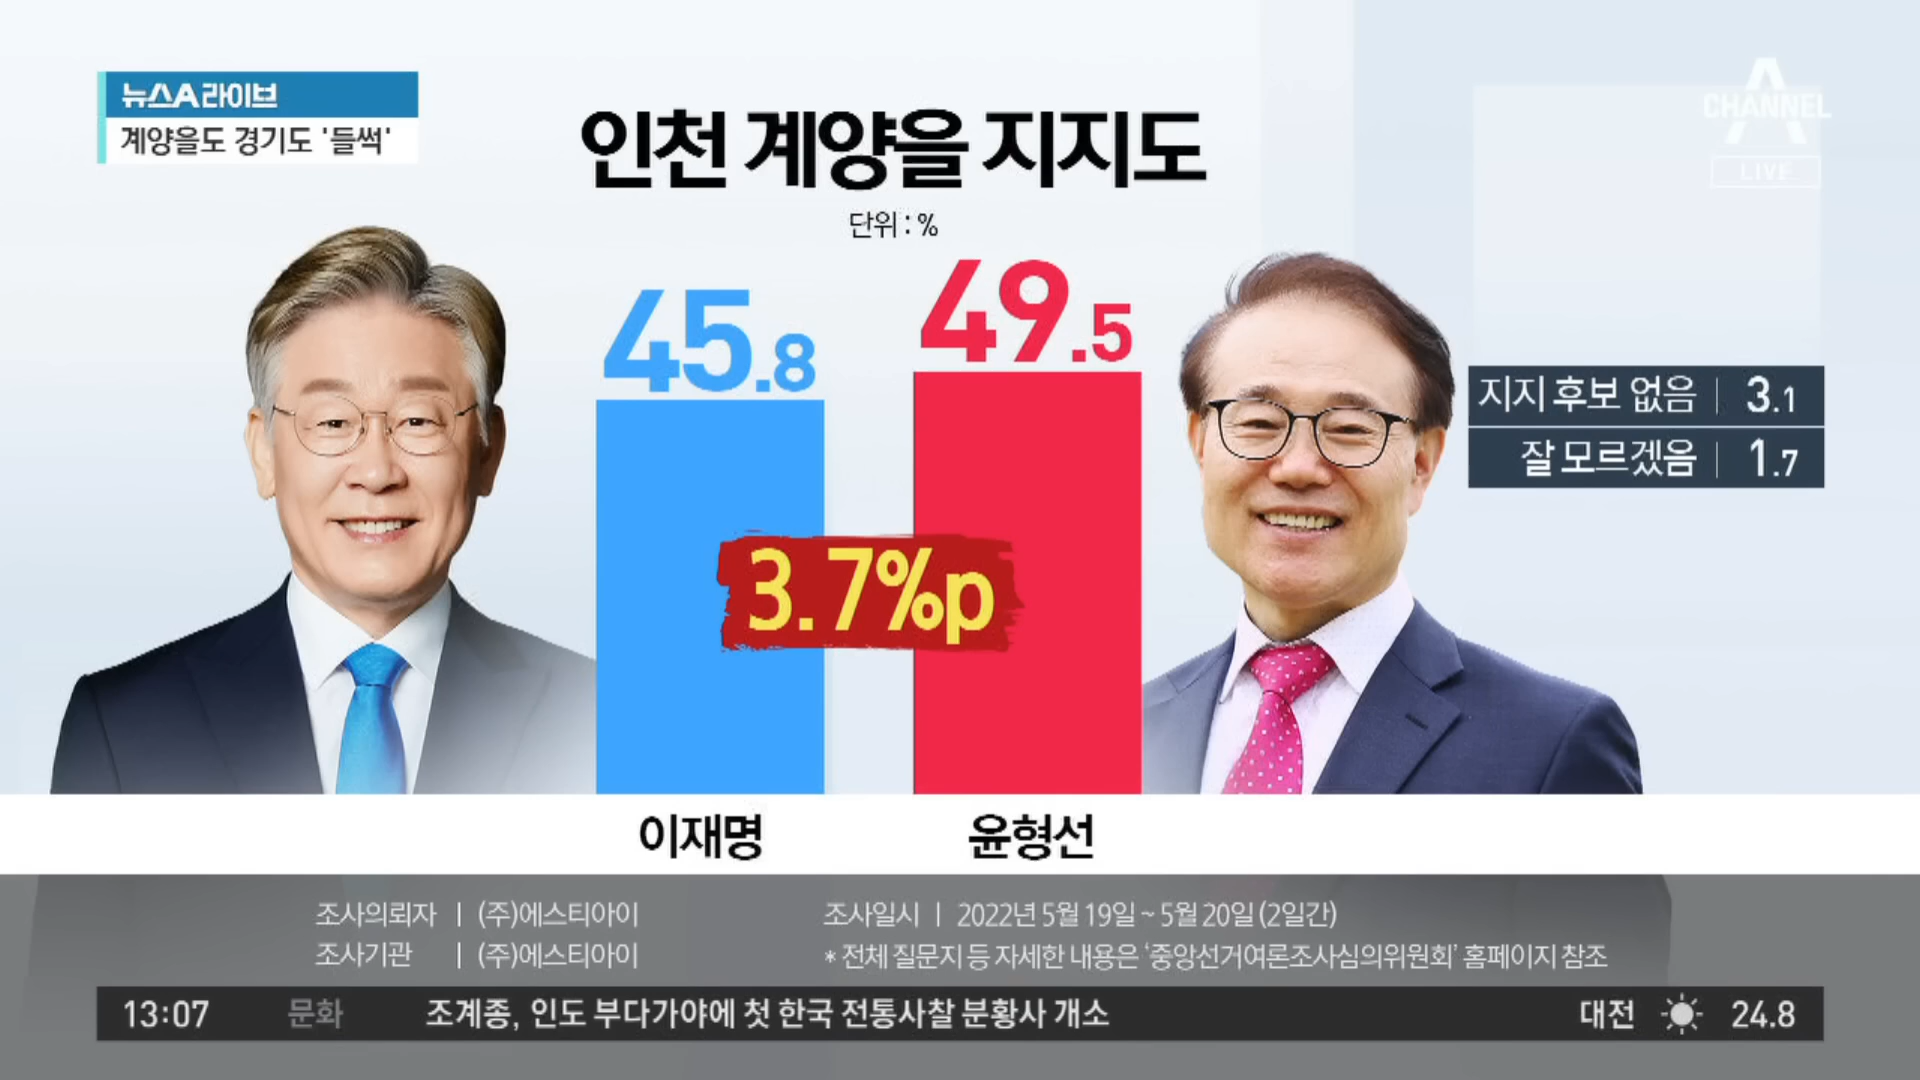 뉴스A라이브
계양을도 경기도 '들썩'
CHANNEL A
LIVE
인천 계양을 지지도
단위 : %
45.8
49.5
3.7%p
지지 후보 없음 | 3.1
잘 모르겠음 | 1.7
이재명
윤형선
조사의뢰자 | (주)에스티아이
조사기관 | (주)에스티아이
조사일시 | 2022년 5월 19일 ~ 5월 20일 (2일간)
* 전체 질문지 등 자세한 내용은 '중앙선거여론조사심의위원회' 홈페이지 참조
13:07 문화 조계종, 인도 부다가야에 첫 한국 전통사찰 분황사 개소 대전 24.8